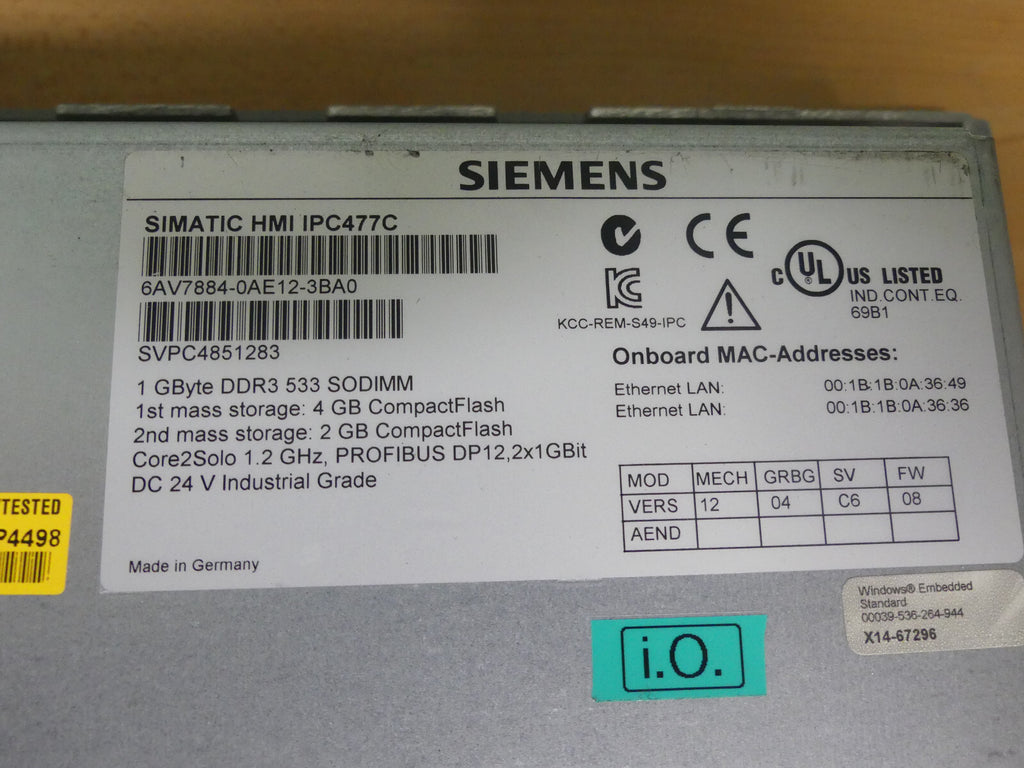 SIEMENS
SIMATIC HMI IPC477C
6AV7884-0AE12-3BA0
SVPC4851283
1 GByte DDR3 533 SODIMM
1st mass storage: 4 GB CompactFlash
2nd mass storage: 2 GB CompactFlash
Core2Solo 1.2 GHz, PROFIBUS DP12,2x1GBit
DC 24 V Industrial Grade
Made in Germany
CE
KCC-REM-S49-IPC
C UL US LISTED
IND.CONT.EQ.
69B1
Onboard MAC-Addresses:
Ethernet LAN: 00:1B:1B:0A:36:49
Ethernet LAN: 00:1B:1B:0A:36:36
MOD MECH GRBG SV FW
VERS 12 04 C6 08
AEND
TESTED
P4498
Windows® Embedded
Standard
00039-536-264-944
X14-67296
i.O.